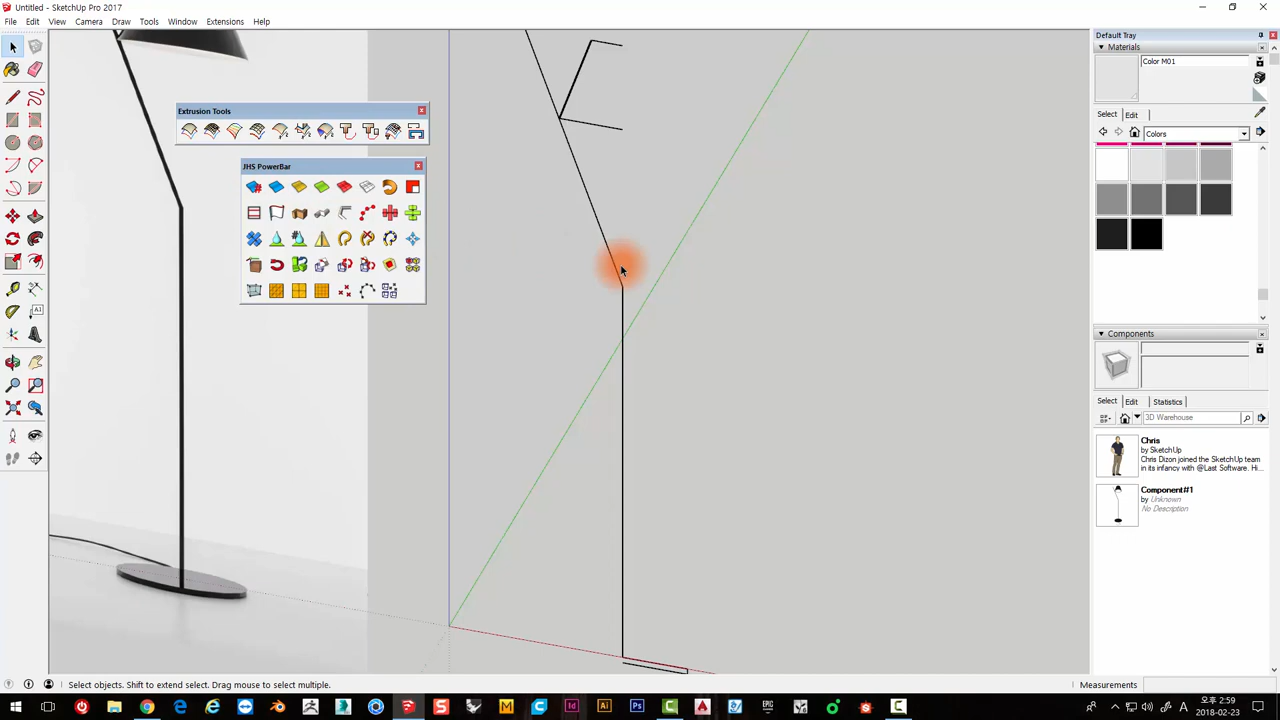 Untitled - SketchUp Pro 2017
File Edit View Camera Draw Tools Window Extensions Help
Default Tray
Materials
Color M01
Extrusion Tools
Select Edit
Colors
JHS PowerBar
A1
Components
Select Edit Statistics
3D Warehouse
Chris
by SketchUp
Chris Dizon joined the SketchUp team
in its infancy with @Last Software. Hi...
Component#1
by Unknown
No Description
Select objects. Shift to extend select. Drag mouse to select multiple.
Measurements
오후 2:59
2018-02-23